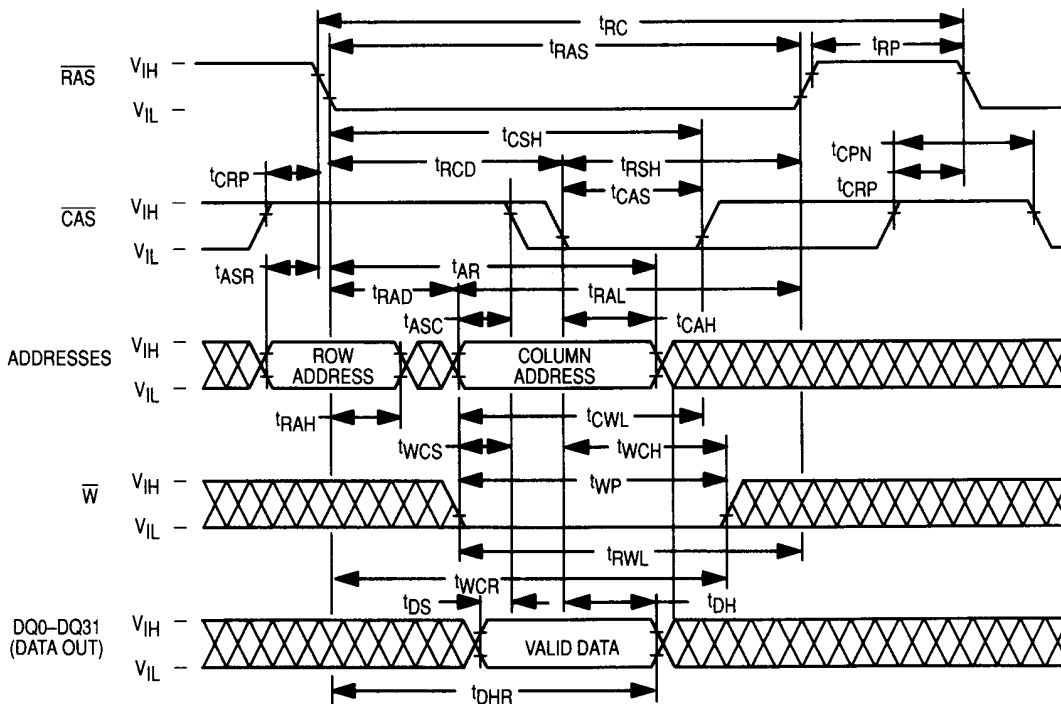 tRC
tRAS
tRP
RAS
VIH
VIL
tCSH
tCRP
tRCD
tRSH
tCPN
tCAS
tCRP
CAS
VIH
VIL
tASR
tAR
tRAD
tRAL
tASC
tCAH
ADDRESSES
VIH
VIL
ROW
ADDRESS
COLUMN
ADDRESS
tRAH
tCWL
tWCS
tWCH
W
VIH
VIL
tWP
tRWL
tWCR
tDS
tDH
DQ0–DQ31
(DATA OUT)
VIH
VIL
VALID DATA
tDHR